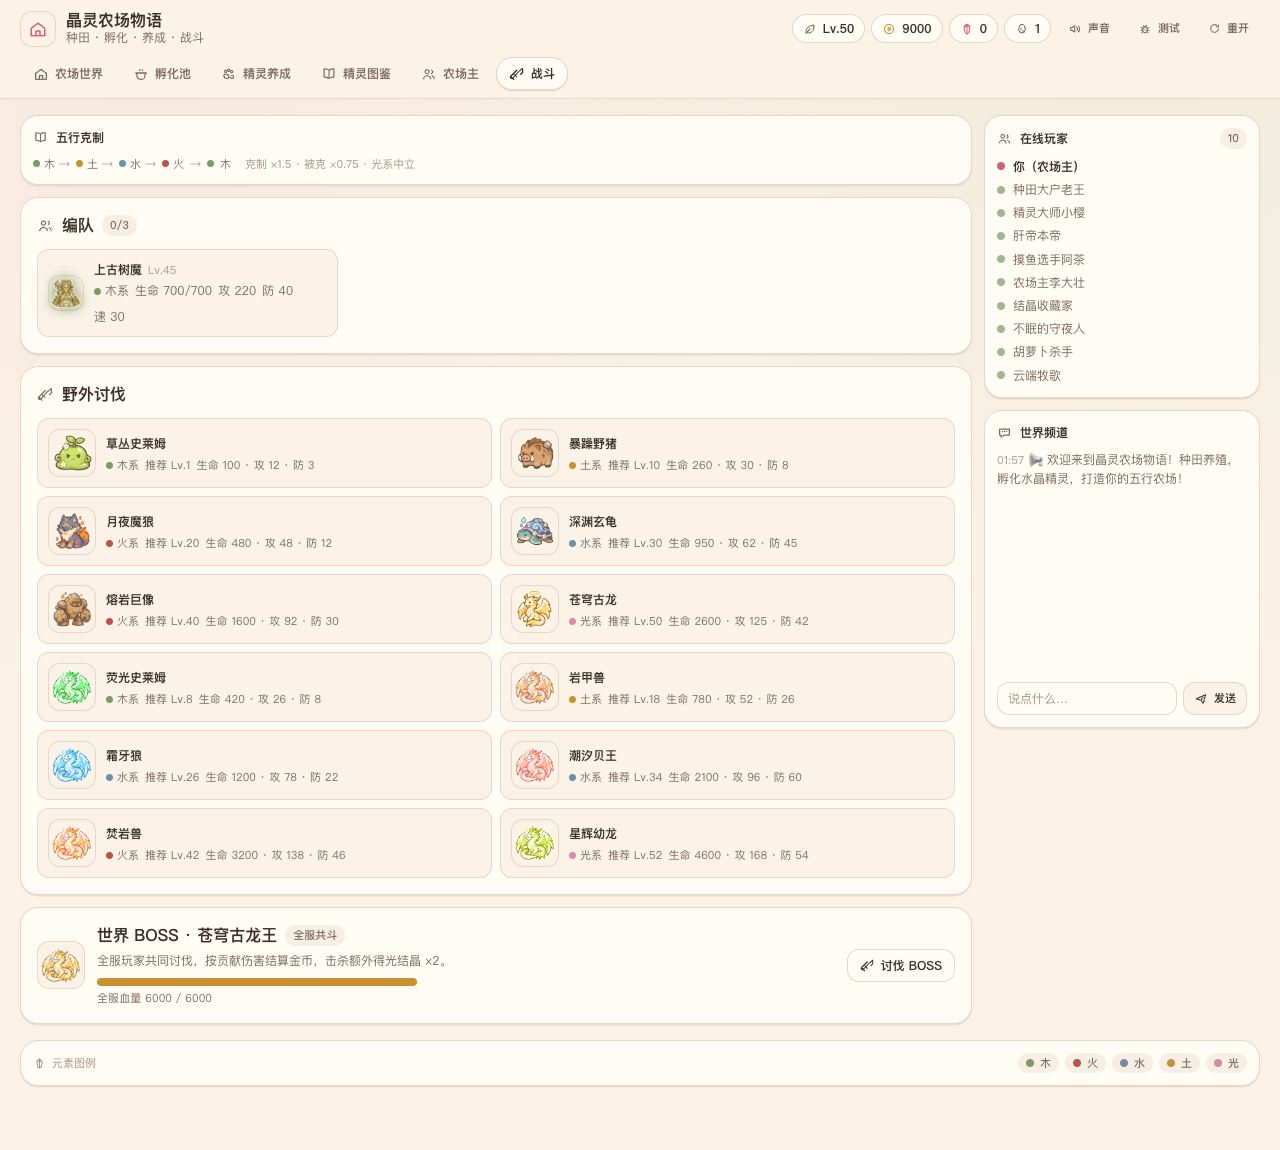 晶灵农场物语
种田 · 孵化 · 养成 · 战斗
Lv.50
9000
0
1
声音
测试
重开
农场世界
孵化池
精灵养成
精灵图鉴
农场主
战斗
五行克制
木 → 土 → 水 → 火 → 木 克制 ×1.5 · 被克 ×0.75 · 光系中立
编队 0/3
上古树魔 Lv.45
木系 生命 700/700 攻 220 防 40
速 30
野外讨伐
草丛史莱姆
木系 推荐 Lv.1 生命 100 · 攻 12 · 防 3
暴躁野猪
土系 推荐 Lv.10 生命 260 · 攻 30 · 防 8
月夜魔狼
火系 推荐 Lv.20 生命 480 · 攻 48 · 防 12
深渊玄龟
水系 推荐 Lv.30 生命 950 · 攻 62 · 防 45
熔岩巨像
火系 推荐 Lv.40 生命 1600 · 攻 92 · 防 30
苍穹古龙
光系 推荐 Lv.50 生命 2600 · 攻 125 · 防 42
荧光史莱姆
木系 推荐 Lv.8 生命 420 · 攻 26 · 防 8
岩甲兽
土系 推荐 Lv.18 生命 780 · 攻 52 · 防 26
霜牙狼
水系 推荐 Lv.26 生命 1200 · 攻 78 · 防 22
潮汐贝王
水系 推荐 Lv.34 生命 2100 · 攻 96 · 防 60
焚岩兽
火系 推荐 Lv.42 生命 3200 · 攻 138 · 防 46
星辉幼龙
光系 推荐 Lv.52 生命 4600 · 攻 168 · 防 54
世界 BOSS · 苍穹古龙王 全服共斗
全服玩家共同讨伐，按贡献伤害结算金币，击杀额外得光结晶 ×2。
全服血量 6000 / 6000
讨伐 BOSS
在线玩家 10
你（农场主）
种田大户老王
精灵大师小樱
肝帝本帝
摸鱼选手阿茶
农场主李大壮
结晶收藏家
不眠的守夜人
胡萝卜杀手
云端牧歌
世界频道
01:57 📢 欢迎来到晶灵农场物语！种田养殖，
孵化水晶精灵，打造你的五行农场！
说点什么…
发送
元素图例
木
火
水
土
光